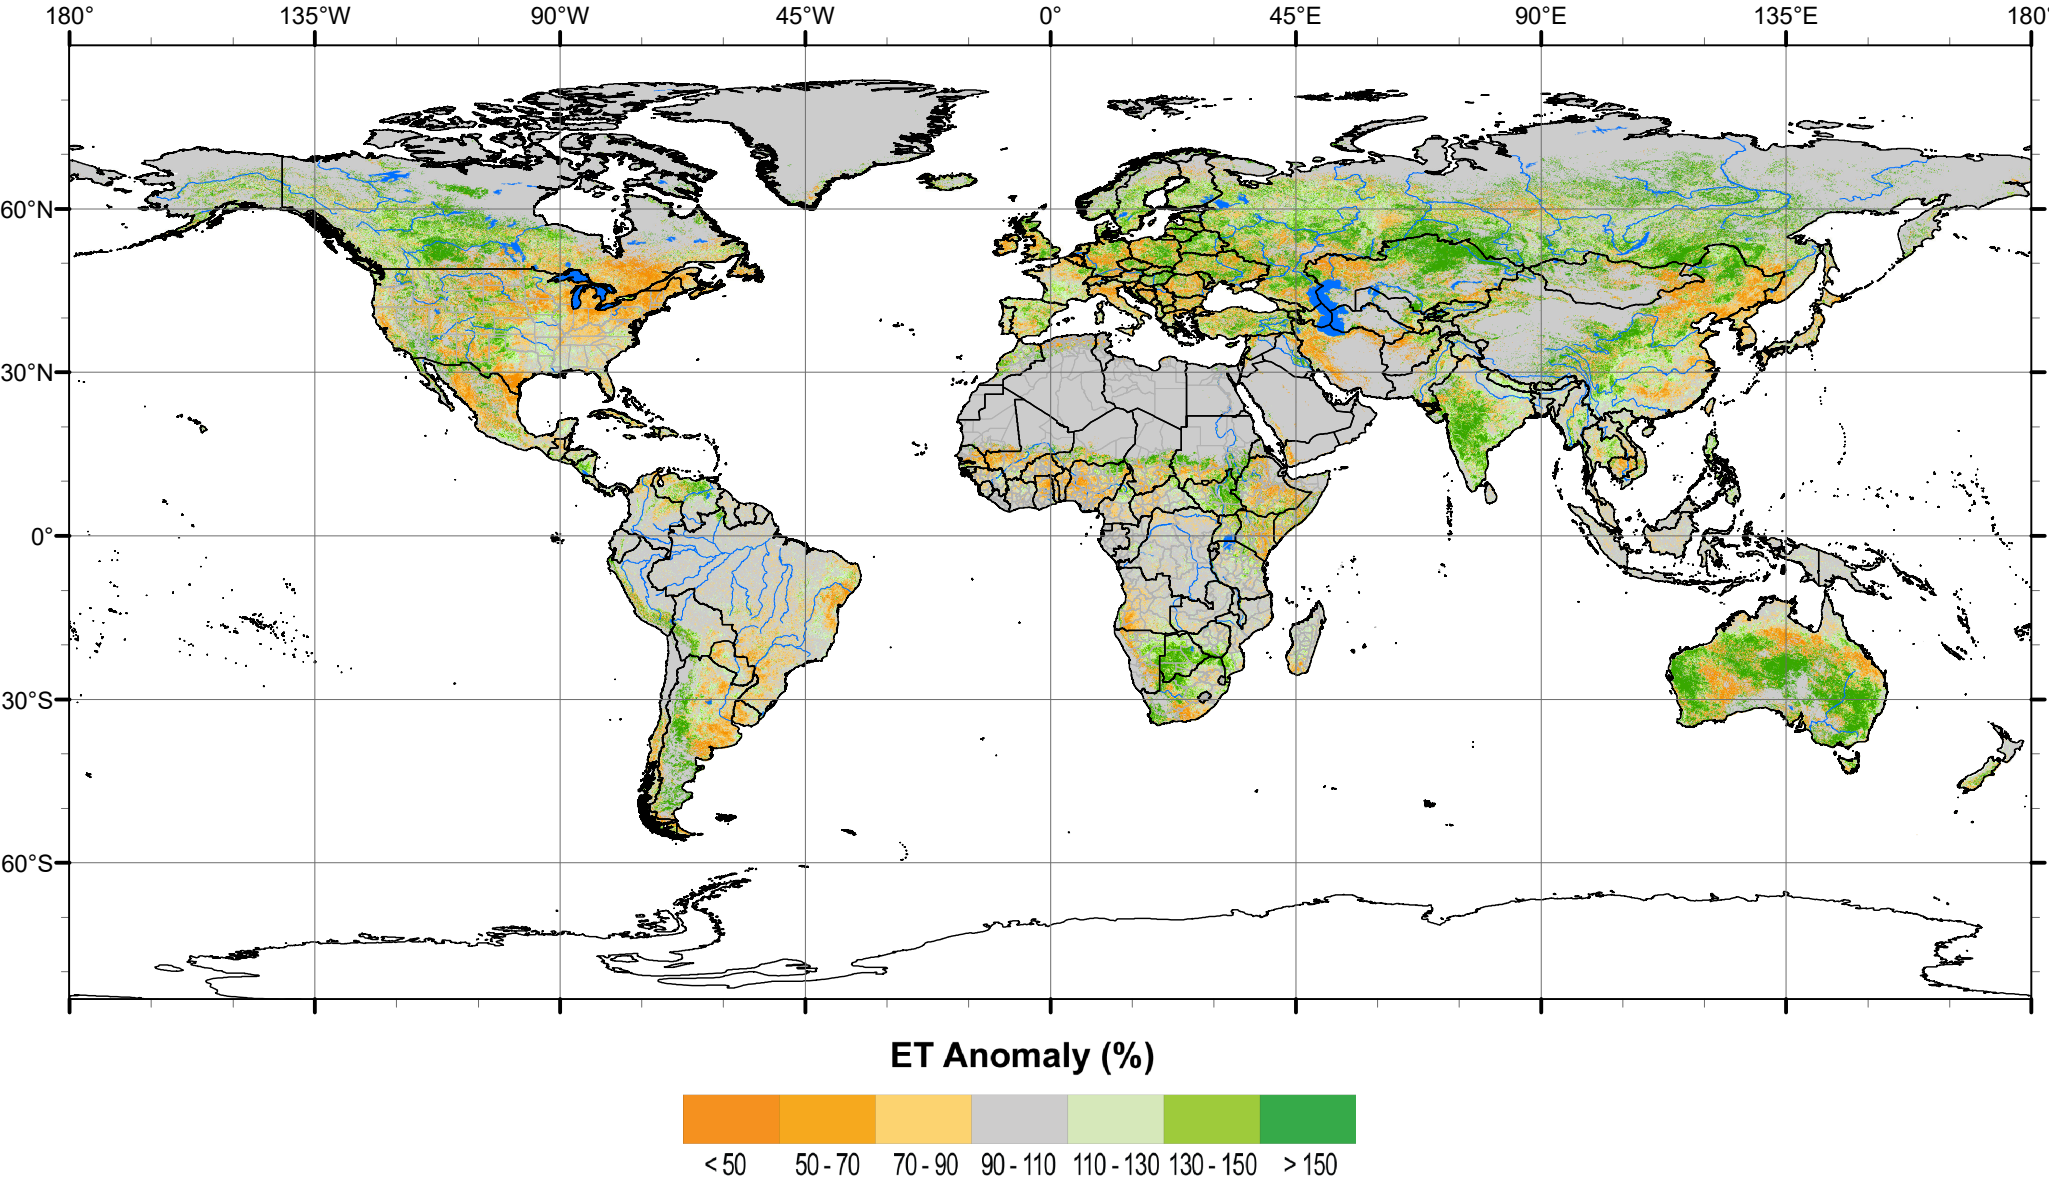 180° 135°W 90°W 45°W 0° 45°E 90°E 135°E 180°
60°N
30°N
0°
30°S
60°S
ET Anomaly (%)
< 50 50 - 70 70 - 90 90 - 110 110 - 130 130 - 150 > 150